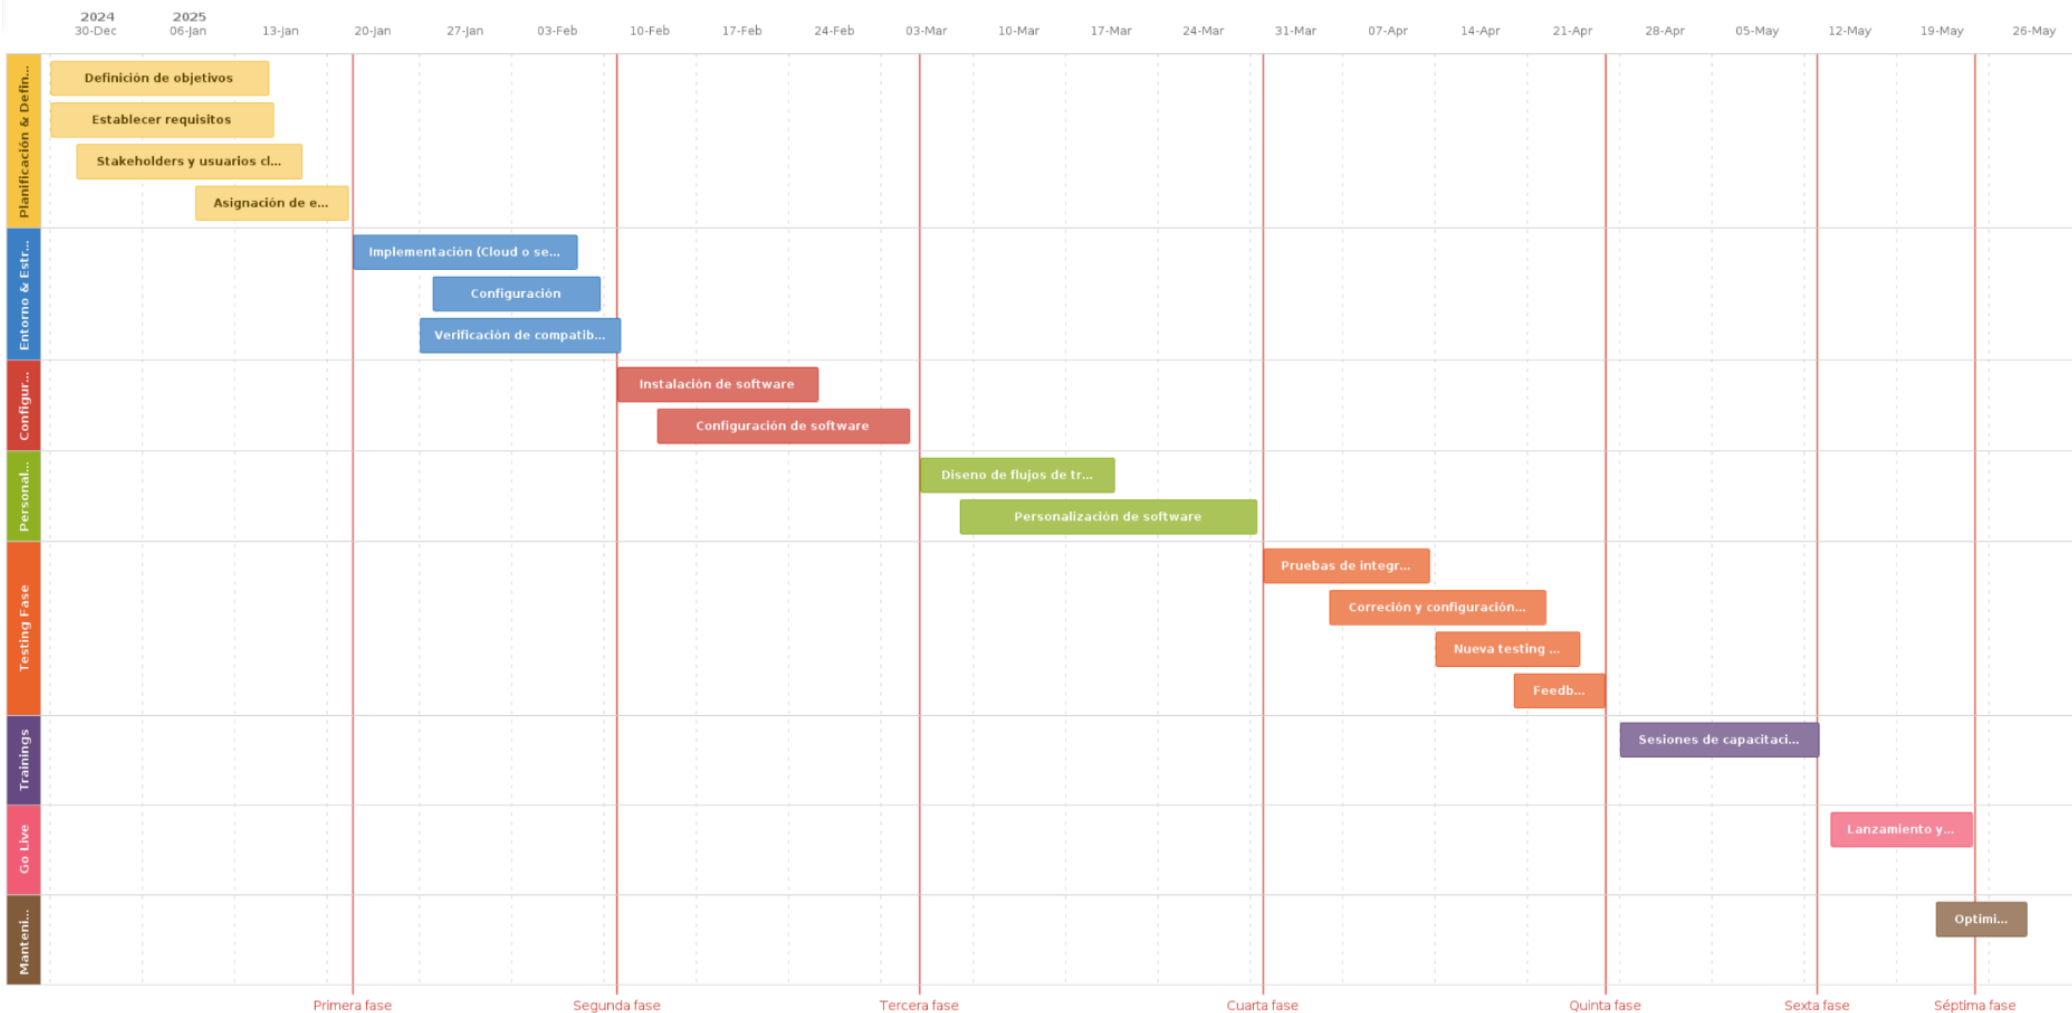 2024 2025
30-Dec 06-Jan 13-Jan 20-Jan 27-Jan 03-Feb 10-Feb 17-Feb 24-Feb 03-Mar 10-Mar 17-Mar 24-Mar 31-Mar 07-Apr 14-Apr 21-Apr 28-Apr 05-May 12-May 19-May 26-May
Planificación & Defin...
Definición de objetivos
Establecer requisitos
Stakeholders y usuarios cl...
Asignación de e...
Entorno & Estr...
Implementación (Cloud o se...
Configuración
Verificación de compatib...
Configur...
Instalación de software
Configuración de software
Personal...
Diseno de flujos de tr...
Personalización de software
Testing Fase
Pruebas de integr...
Correción y configuración...
Nueva testing ...
Feedb...
Trainings
Sesiones de capacitaci...
Go Live
Lanzamiento y...
Manteni...
Optimi...
Primera fase Segunda fase Tercera fase Cuarta fase Quinta fase Sexta fase Séptima fase